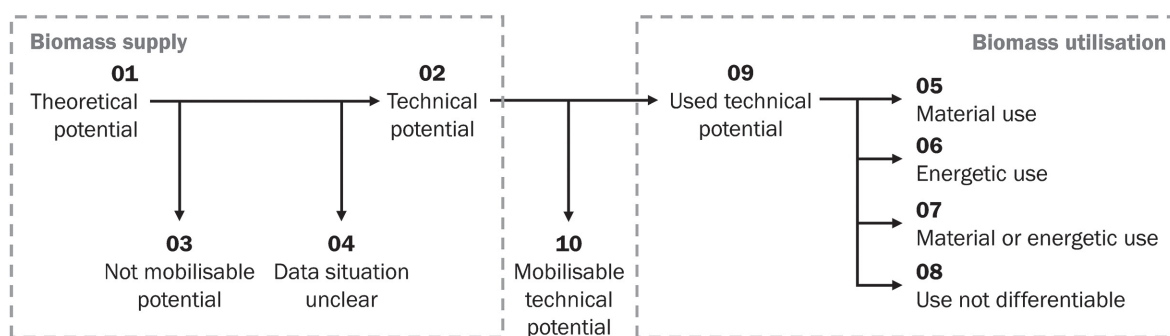 Biomass supply
Biomass utilisation
01
Theoretical
potential
02
Technical
potential
09
Used technical
potential
05
Material use
06
Energetic use
07
Material or energetic use
08
Use not differentiable
03
Not mobilisable
potential
04
Data situation
unclear
10
Mobilisable
technical
potential